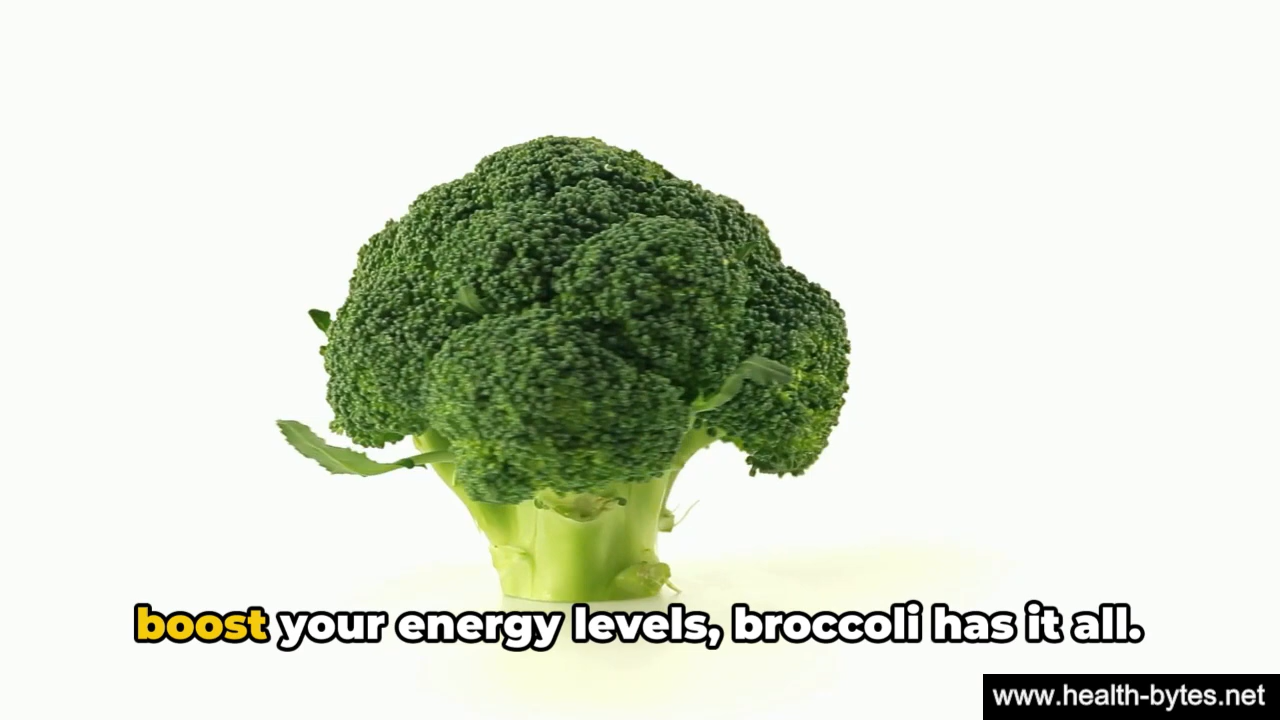 boost your energy levels, broccoli has it all.
www.health-bytes.net